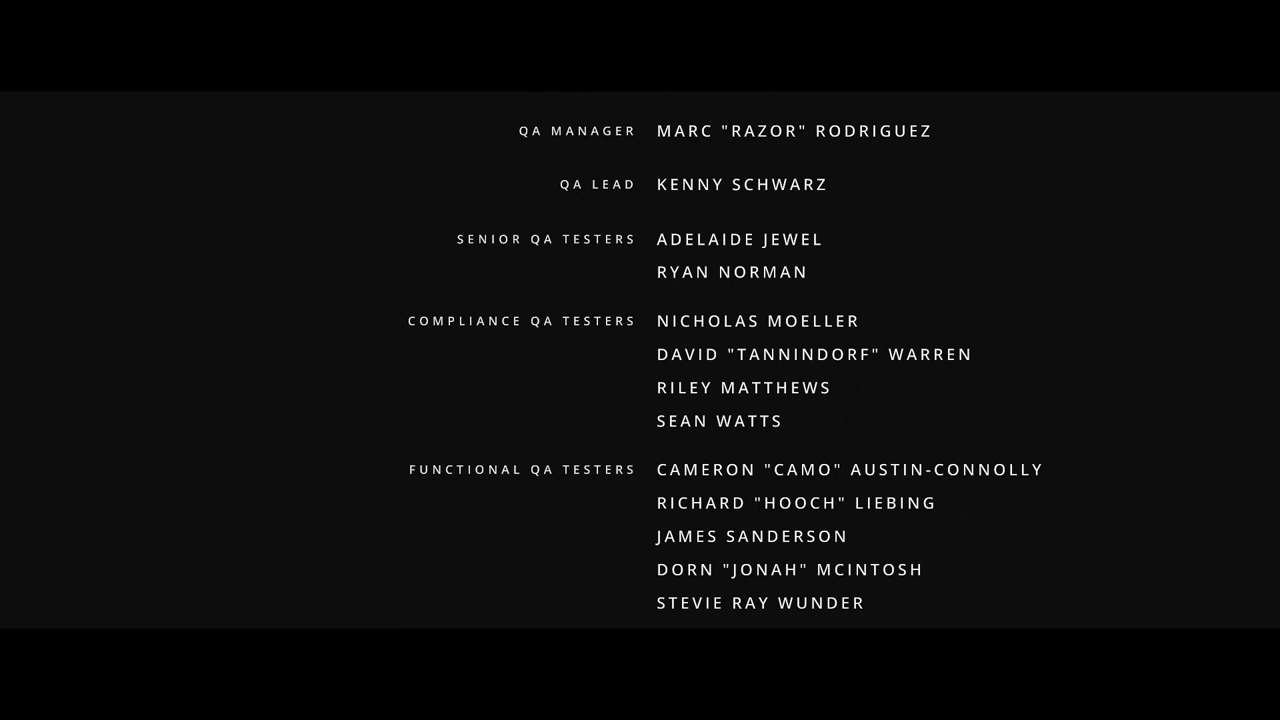 QA MANAGER MARC "RAZOR" RODRIGUEZ
QA LEAD KENNY SCHWARZ
SENIOR QA TESTERS ADELAIDE JEWEL
RYAN NORMAN
COMPLIANCE QA TESTERS NICHOLAS MOELLER
DAVID "TANNINDORF" WARREN
RILEY MATTHEWS
SEAN WATTS
FUNCTIONAL QA TESTERS CAMERON "CAMO" AUSTIN-CONNOLLY
RICHARD "HOOCH" LIEBING
JAMES SANDERSON
DORN "JONAH" MCINTOSH
STEVIE RAY WUNDER